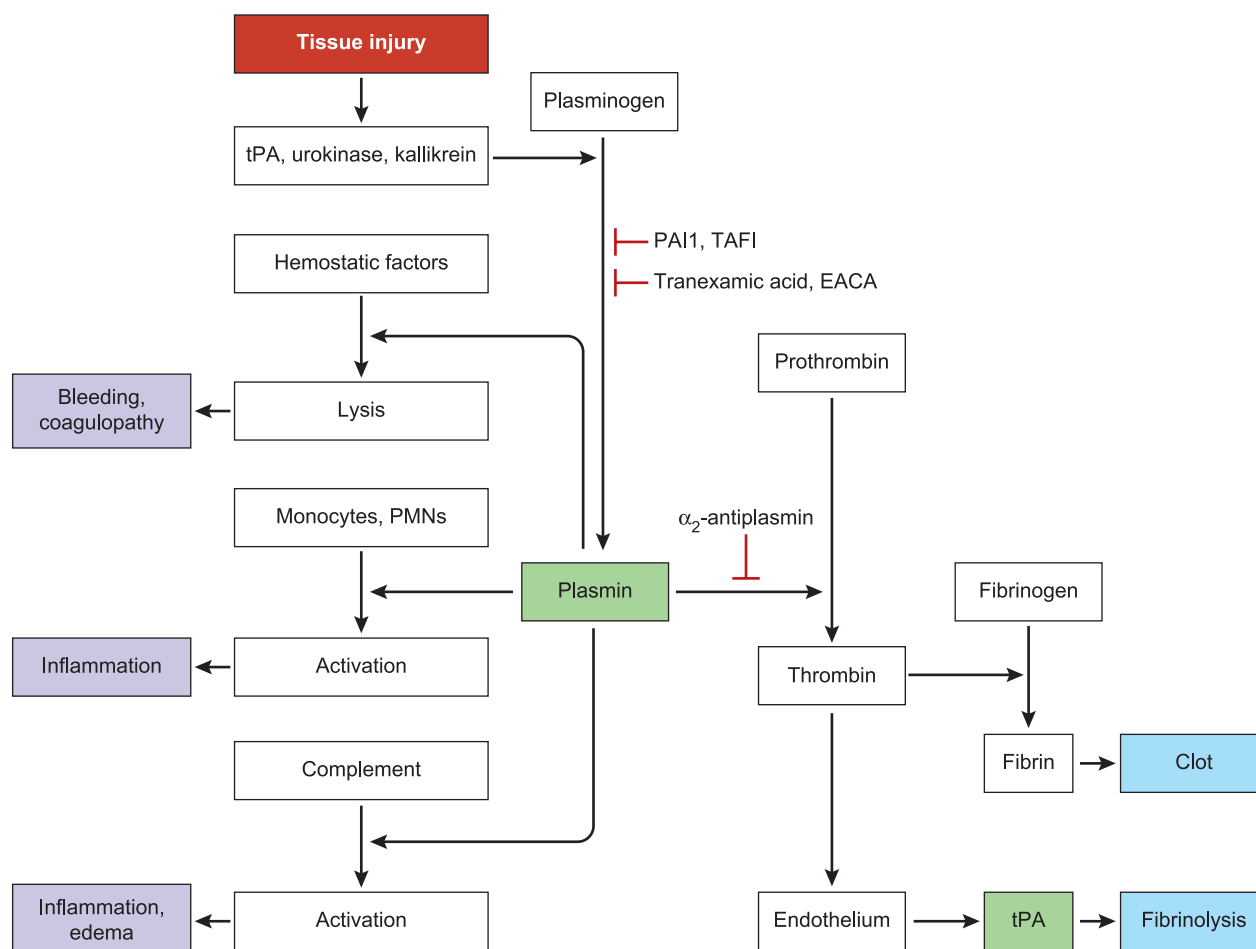 Tissue injury
Plasminogen
tPA, urokinase, kallikrein
PAI1, TAFI
Hemostatic factors
Tranexamic acid, EACA
Prothrombin
Bleeding,
coagulopathy
Lysis
Monocytes, PMNs
α2-antiplasmin
Plasmin
Fibrinogen
Inflammation
Activation
Thrombin
Complement
Fibrin
Clot
Inflammation,
edema
Activation
Endothelium
tPA
Fibrinolysis